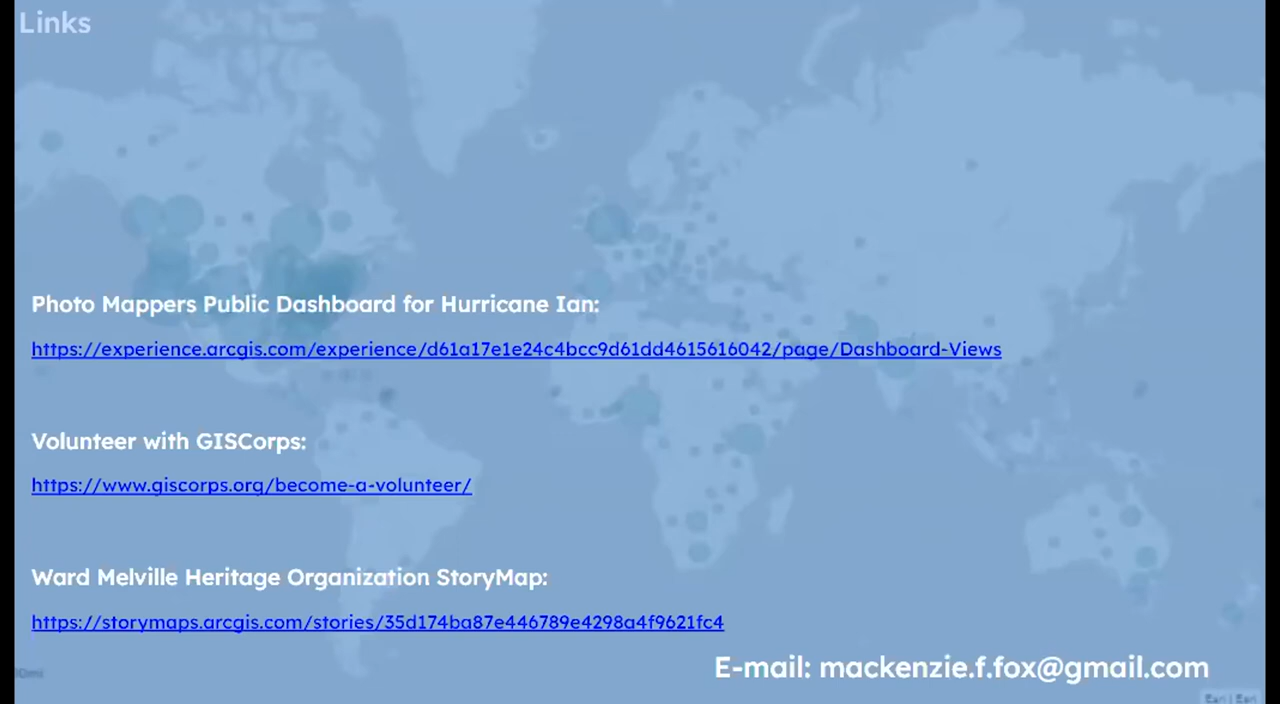 Links
Photo Mappers Public Dashboard for Hurricane Ian:
https://experience.arcgis.com/experience/d61a17e1e24c4bcc9d61dd4615616042/page/Dashboard-Views
Volunteer with GISCorps:
https://www.giscorps.org/become-a-volunteer/
Ward Melville Heritage Organization StoryMap:
https://storymaps.arcgis.com/stories/35d174ba87e446789e4298a4f9621fc4
E-mail: mackenzie.f.fox@gmail.com
Esri | Esri